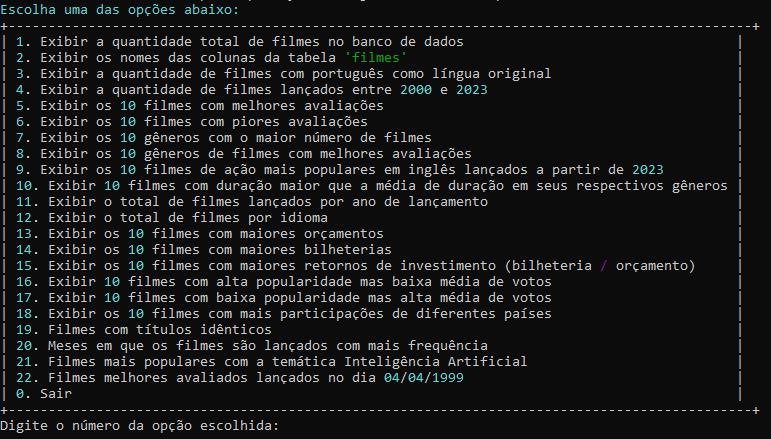 Escolha uma das opções abaixo:
1. Exibir a quantidade total de filmes no banco de dados
2. Exibir os nomes das colunas da tabela 'filmes'
3. Exibir a quantidade de filmes com português como língua original
4. Exibir a quantidade de filmes lançados entre 2000 e 2023
5. Exibir os 10 filmes com melhores avaliações
6. Exibir os 10 filmes com piores avaliações
7. Exibir os 10 gêneros com o maior número de filmes
8. Exibir os 10 gêneros de filmes com melhores avaliações
9. Exibir os 10 filmes de ação mais populares em inglês lançados a partir de 2023
10. Exibir 10 filmes com duração maior que a média de duração em seus respectivos gêneros
11. Exibir o total de filmes lançados por ano de lançamento
12. Exibir o total de filmes por idioma
13. Exibir os 10 filmes com maiores orçamentos
14. Exibir os 10 filmes com maiores bilheterias
15. Exibir os 10 filmes com maiores retornos de investimento (bilheteria / orçamento)
16. Exibir 10 filmes com alta popularidade mas baixa média de votos
17. Exibir 10 filmes com baixa popularidade mas alta média de votos
18. Exibir os 10 filmes com mais participações de diferentes países
19. Filmes com títulos idênticos
20. Meses em que os filmes são lançados com mais frequência
21. Filmes mais populares com a temática Inteligência Artificial
22. Filmes melhores avaliados lançados no dia 04/04/1999
0. Sair
Digite o número da opção escolhida: